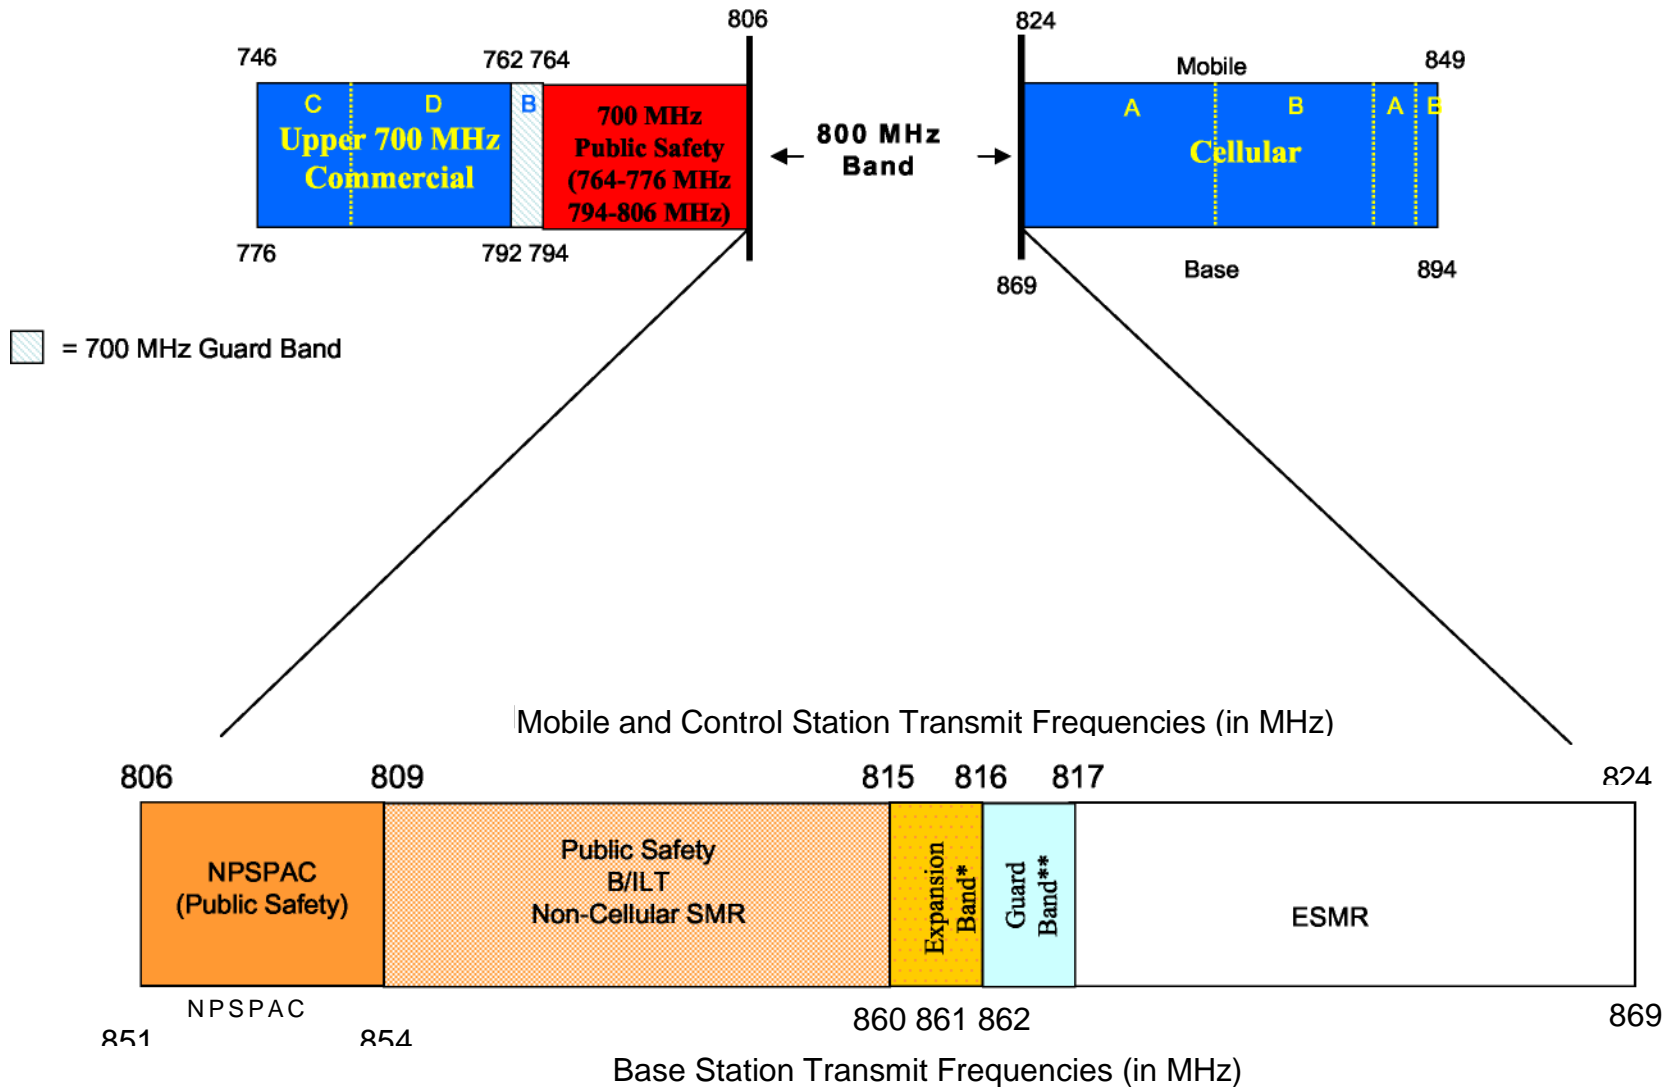 806
824
746
762 764
Mobile
849
C
D
B
700 MHz
Public Safety
(764-776 MHz
794-806 MHz)
Upper 700 MHz
Commercial
800 MHz
Band
A
B
A
B
Cellular
776
792 794
869
Base
894
= 700 MHz Guard Band
Mobile and Control Station Transmit Frequencies (in MHz)
806
809
815
816
817
824
NPSPAC
(Public Safety)
Public Safety
B/ILT
Non-Cellular SMR
Expansion
Band*
Guard
Band**
ESMR
NPSPAC
851
854
860 861 862
869
Base Station Transmit Frequencies (in MHz)